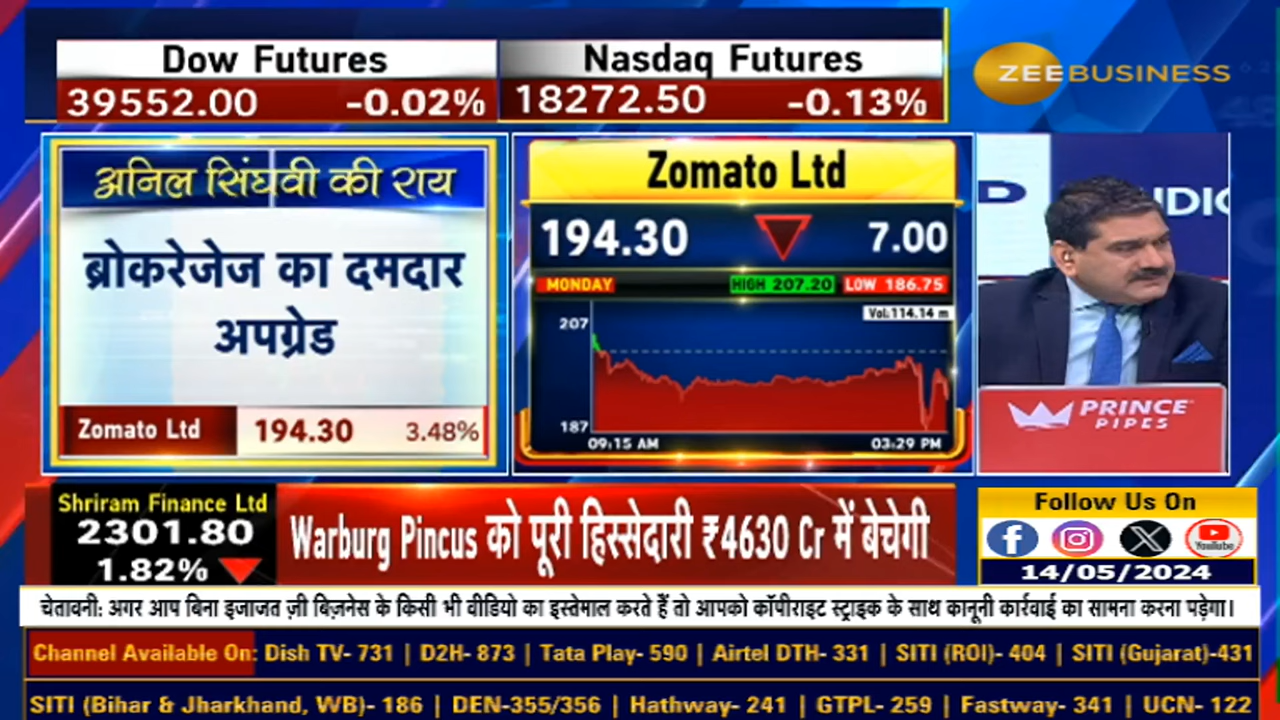 Dow Futures
39552.00 -0.02%
Nasdaq Futures
18272.50 -0.13%
ZEEBUSINESS
अनिल सिंघवी की राय
ब्रोकरेजेज का दमदार
अपग्रेड
Zomato Ltd 194.30 3.48%
Zomato Ltd
194.30 7.00
MONDAY HIGH 207.20 LOW 186.75
Vol:114.14 m
207
187
09:15 AM 03:29 PM
UDIO
PRINCE
PIPES
Shriram Finance Ltd
2301.80
1.82%
Warburg Pincus को पूरी हिस्सेदारी ₹4630 Cr में बेचेगी
Follow Us On
YouTube
14/05/2024
चेतावनी: अगर आप बिना इजाजत ज़ी बिज़नेस के किसी भी वीडियो का इस्तेमाल करते हैं तो आपको कॉपीराइट स्ट्राइक के साथ कानूनी कार्रवाई का सामना करना पड़ेगा।
Channel Available On: Dish TV- 731 | D2H- 873 | Tata Play- 590 | Airtel DTH- 331 | SITI (ROI)- 404 | SITI (Gujarat)-431
SITI (Bihar & Jharkhand, WB)- 186 | DEN-355/356 | Hathway- 241 | GTPL- 259 | Fastway- 341 | UCN- 122